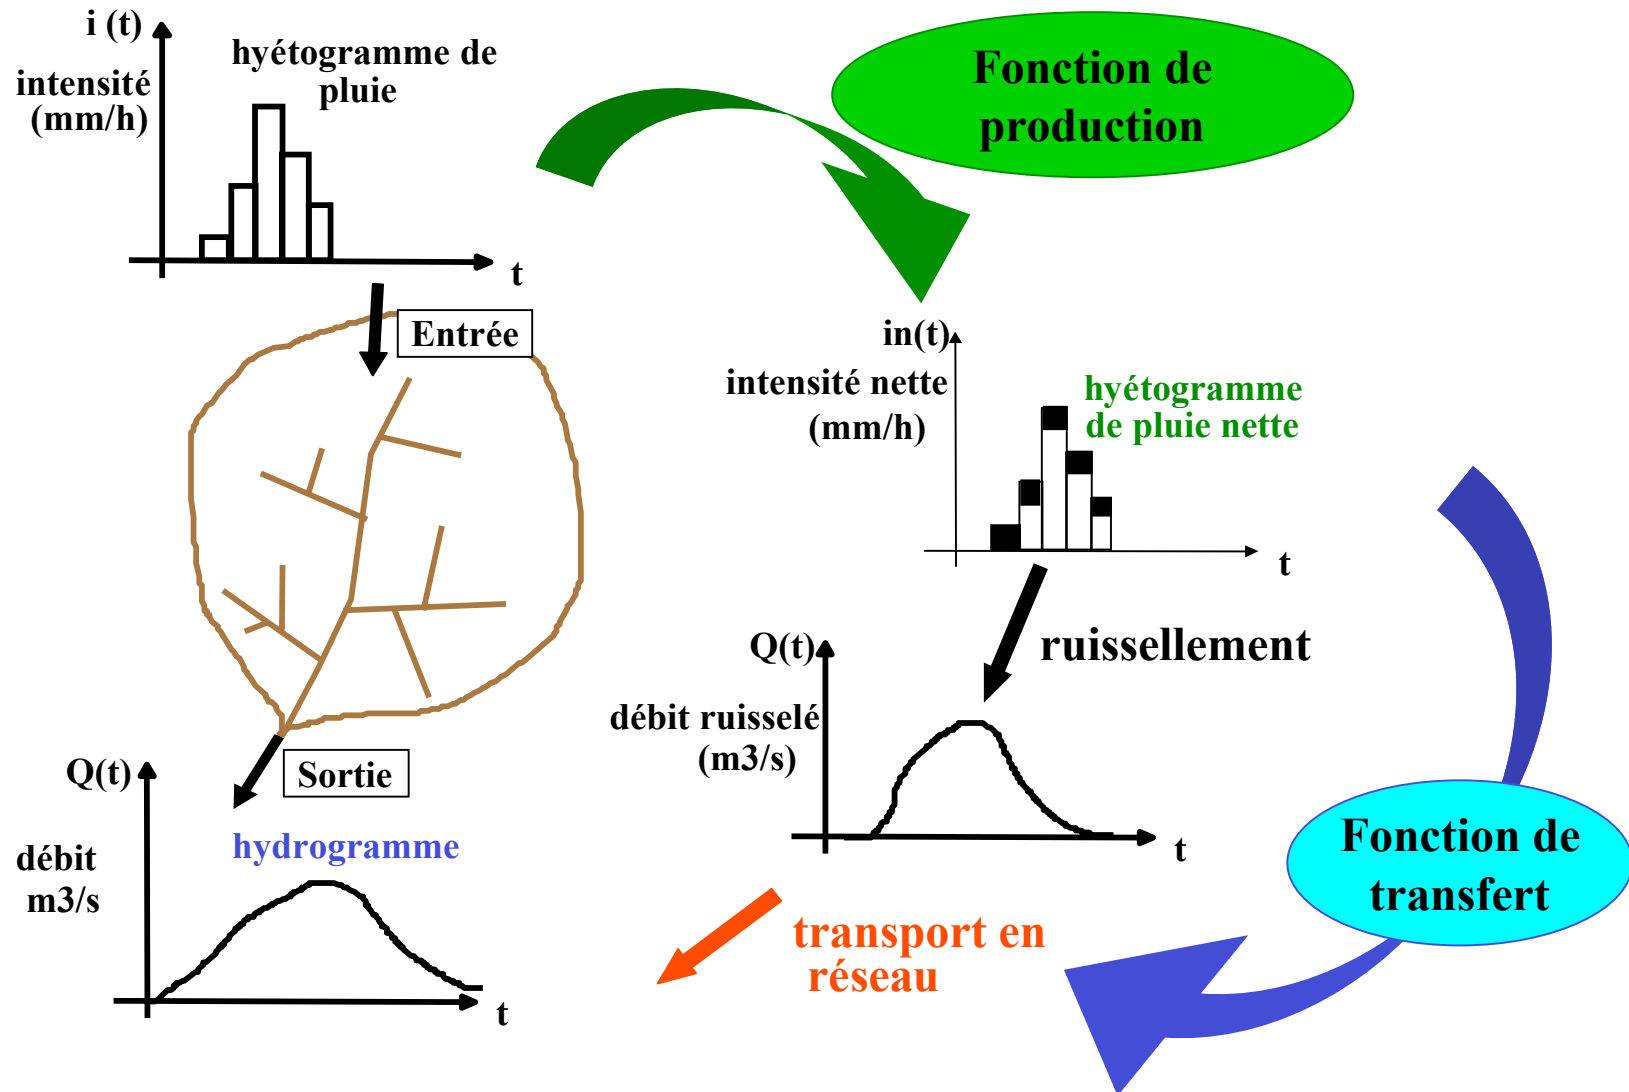 i (t)
intensité
(mm/h)
hyétogramme de
pluie
t
Fonction de
production
Entrée
in(t)
intensité nette
(mm/h)
hyétogramme
de pluie nette
t
ruissellement
Q(t)
débit ruisselé
(m3/s)
t
Sortie
Q(t)
hydrogramme
débit
m3/s
t
transport en
réseau
Fonction de
transfert